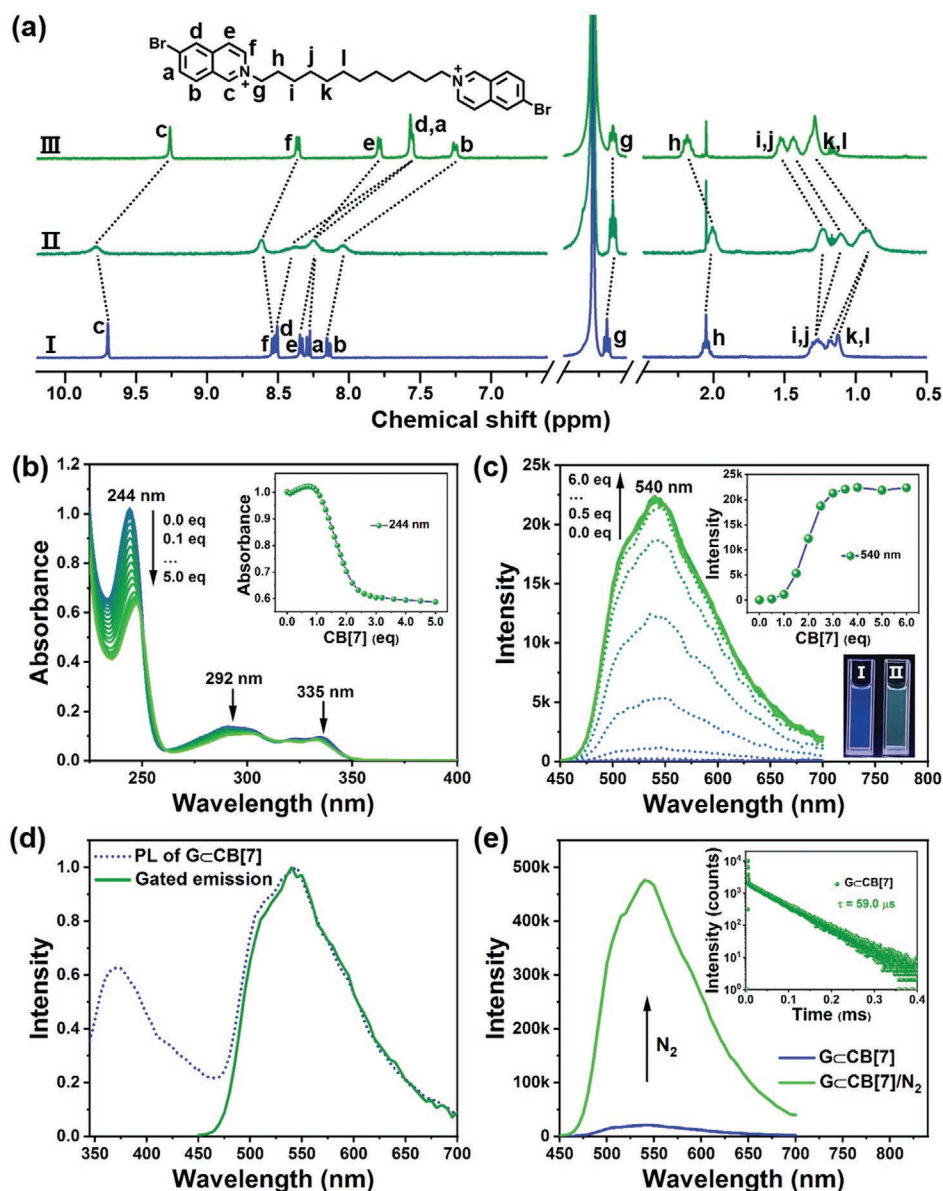 (a)
d e j l
Br f h
a N+ N+
b c g i k Br
III c f e d,a b g h i,j k,l
II
I c f d e a b g h i,j k,l
10.0 9.5 9.0 8.5 8.0 7.5 7.0 2.0 1.5 1.0 0.5
Chemical shift (ppm)
(b)
1.2
1.0
0.8
0.6
0.4
0.2
0.0
Absorbance
244 nm
0.0 eq
0.1 eq
...
5.0 eq
292 nm
335 nm
250 300 350 400
Wavelength (nm)
Absorbance
1.0
0.9
0.8
0.7
0.6
244 nm
0.0 1.0 2.0 3.0 4.0 5.0
CB[7] (eq)
(c)
25k
20k
15k
10k
5k
0
Intensity
6.0 eq
...
0.5 eq
0.0 eq
540 nm
450 500 550 600 650 700 750 800
Wavelength (nm)
Intensity
25k
20k
15k
10k
5k
0
540 nm
0.0 1.0 2.0 3.0 4.0 5.0 6.0
CB[7] (eq)
I II
(d)
PL of G⊂CB[7]
Gated emission
1.0
0.8
0.6
0.4
0.2
0.0
Intensity
350 400 450 500 550 600 650 700
Wavelength (nm)
(e)
500k
400k
300k
200k
100k
0
Intensity
N2
G⊂CB[7]
G⊂CB[7]/N2
450 500 550 600 650 700 750 800
Wavelength (nm)
Intensity (counts)
10^4
10^3
10^2
10^1
10^0
G⊂CB[7]
τ = 59.0 μs
0.0 0.1 0.2 0.3 0.4
Time (ms)